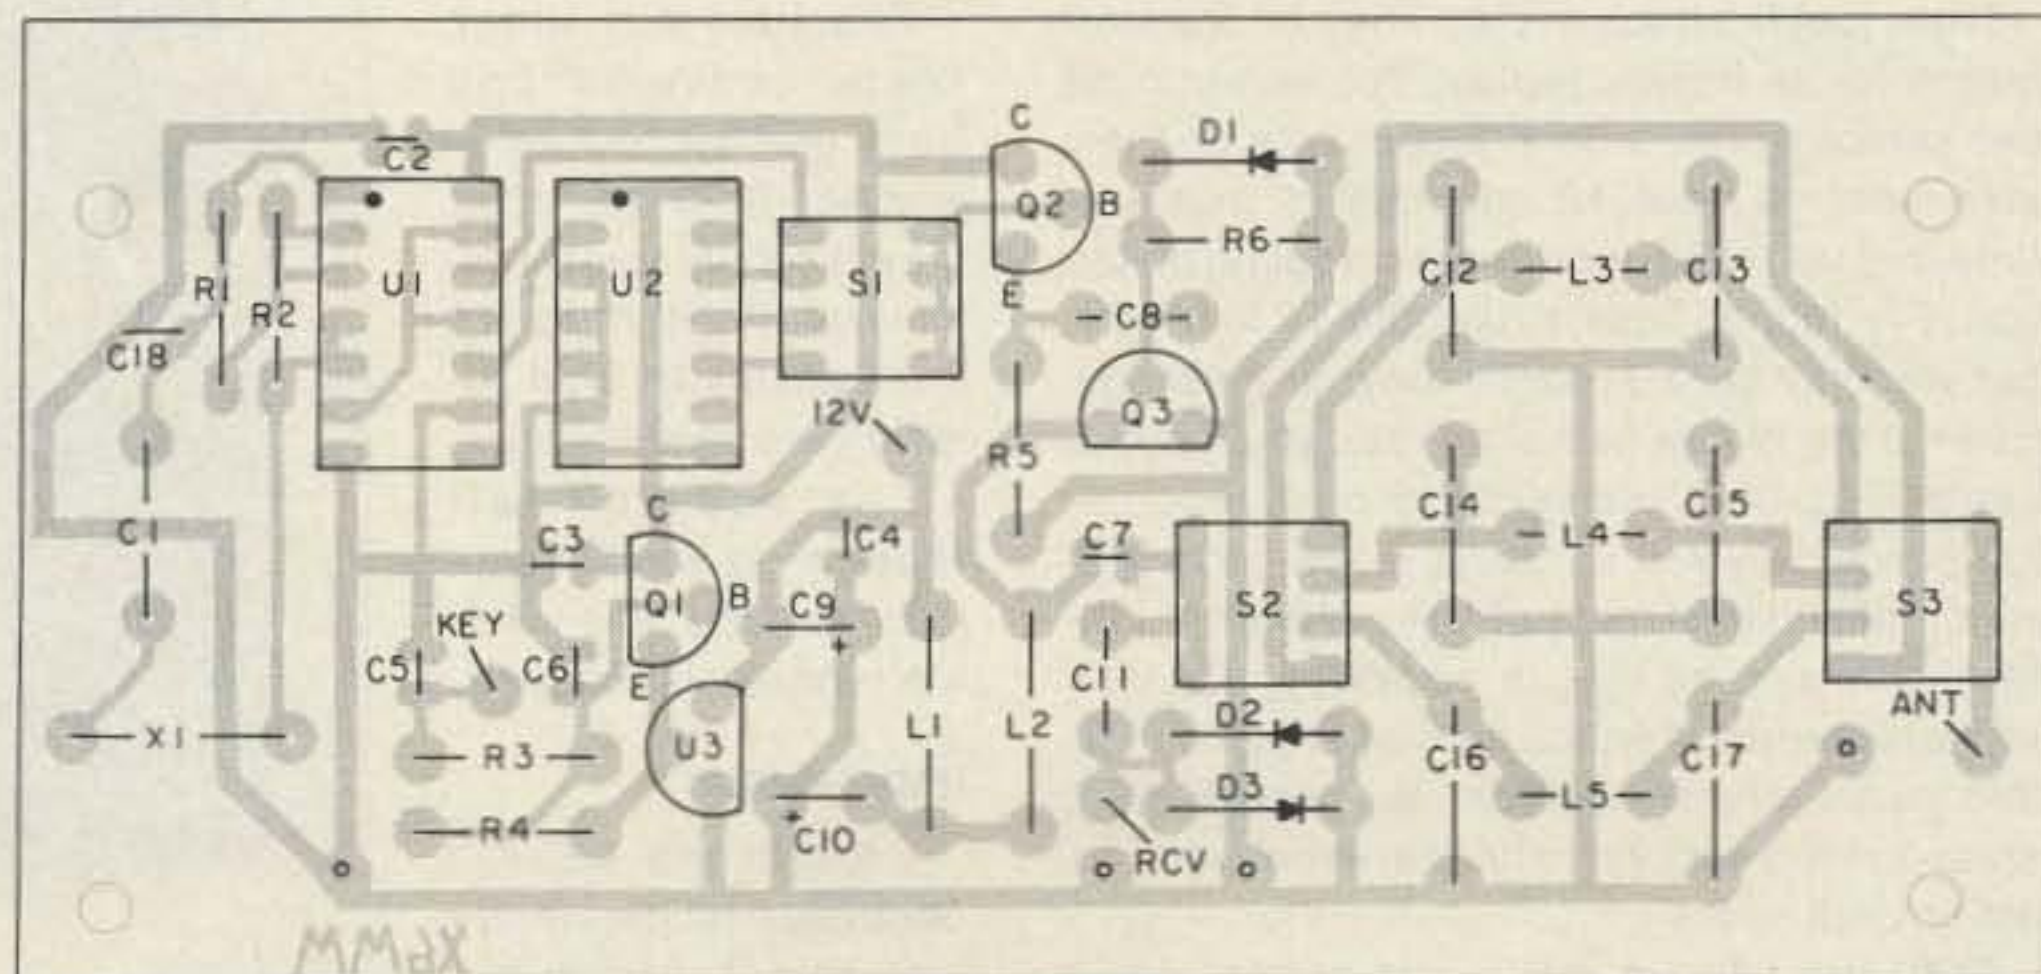 C
D1
C2
Q2
B
R6
U1
U2
S1
R1
R2
C12
L3
C13
E
C8
C18
12V
Q3
R5
C1
C
C3
C4
C7
C14
L4
C15
Q1
B
C9
+
S2
S3
KEY
C5
C6
E
C11
ANT
X1
R3
U3
L1
L2
D2
C16
C17
R4
+
C10
D3
L5
RCV